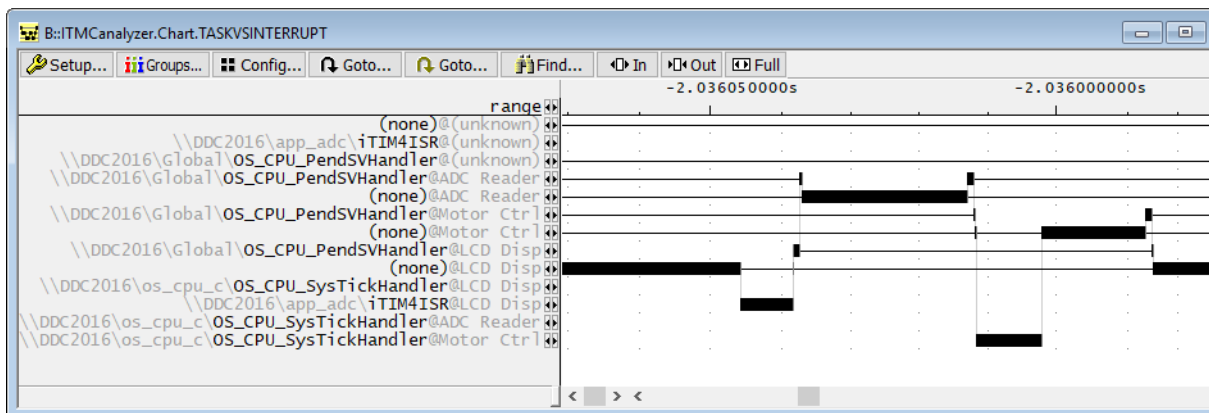 B::ITMCanalyzer.Chart.TASKVSINTERRUPT
Setup... Groups... Config... Goto... Goto... Find... In Out Full
-2.036050000s -2.036000000s
range
(none)@(unknown)
\\DDC2016\app_adc\iTIM4ISR@(unknown)
\\DDC2016\Global\OS_CPU_PendSVHandler@(unknown)
\\DDC2016\Global\OS_CPU_PendSVHandler@ADC Reader
(none)@ADC Reader
\\DDC2016\Global\OS_CPU_PendSVHandler@Motor Ctrl
(none)@Motor Ctrl
\\DDC2016\Global\OS_CPU_PendSVHandler@LCD Disp
(none)@LCD Disp
\\DDC2016\os_cpu_c\OS_CPU_SysTickHandler@LCD Disp
\\DDC2016\app_adc\iTIM4ISR@LCD Disp
\\DDC2016\os_cpu_c\OS_CPU_SysTickHandler@ADC Reader
\\DDC2016\os_cpu_c\OS_CPU_SysTickHandler@Motor Ctrl